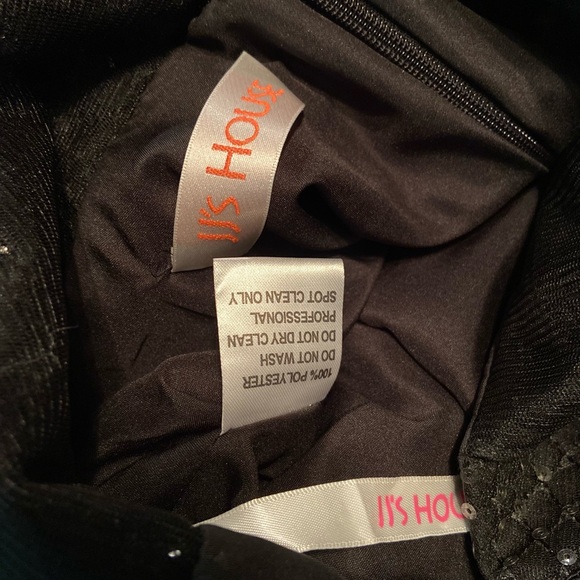 JJ'S HOUSE
100% POLYESTER
DO NOT WASH
DO NOT DRY CLEAN
PROFESSIONAL
SPOT CLEAN ONLY
JJ'S HOU